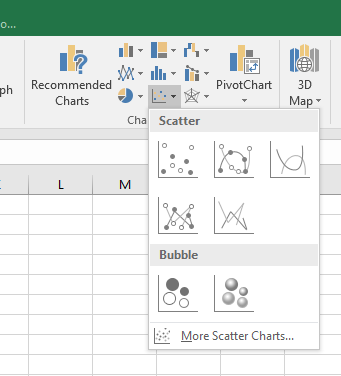 o...
ph
Recommended
Charts
PivotChart
3D
Map
Cha
Scatter
L
M
Bubble
More Scatter Charts...